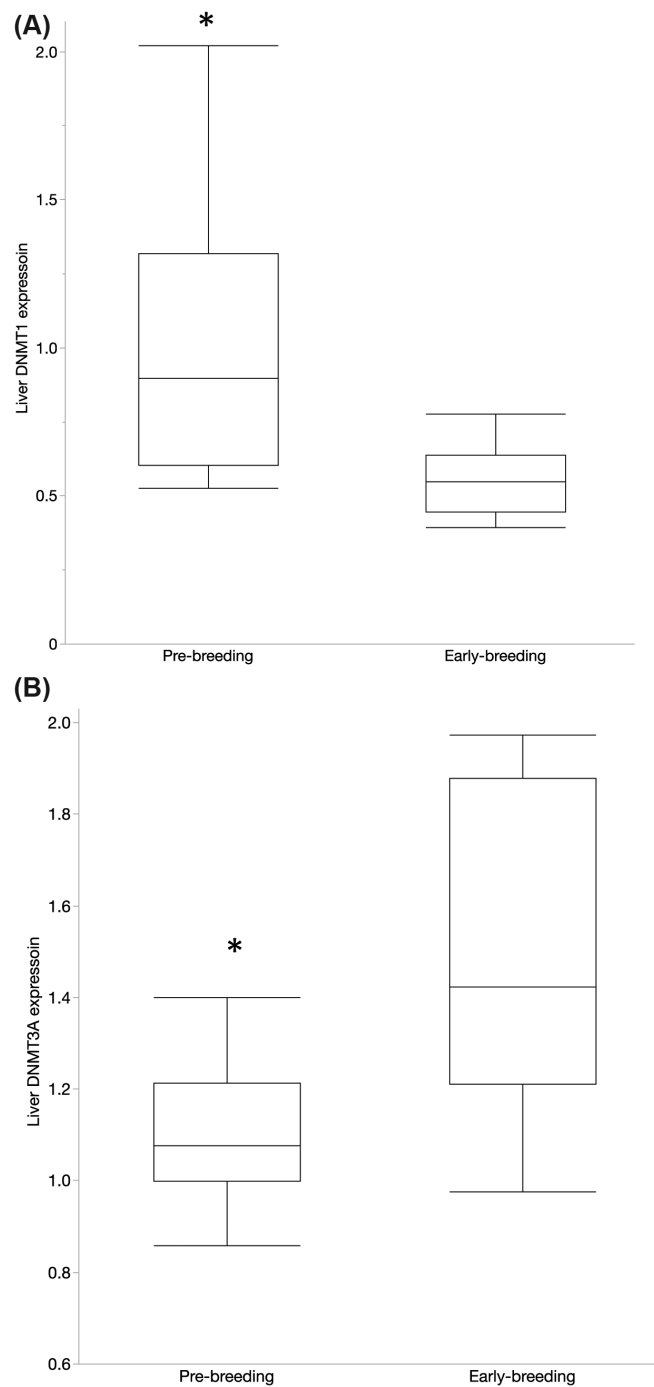 (A)
*
2.0
1.5
1.0
0.5
0
Liver DNMT1 expressoin
Pre-breeding Early-breeding
(B)
2.0
1.8
1.6
*
1.4
1.2
1.0
0.8
0.6
Liver DNMT3A expressoin
Pre-breeding Early-breeding